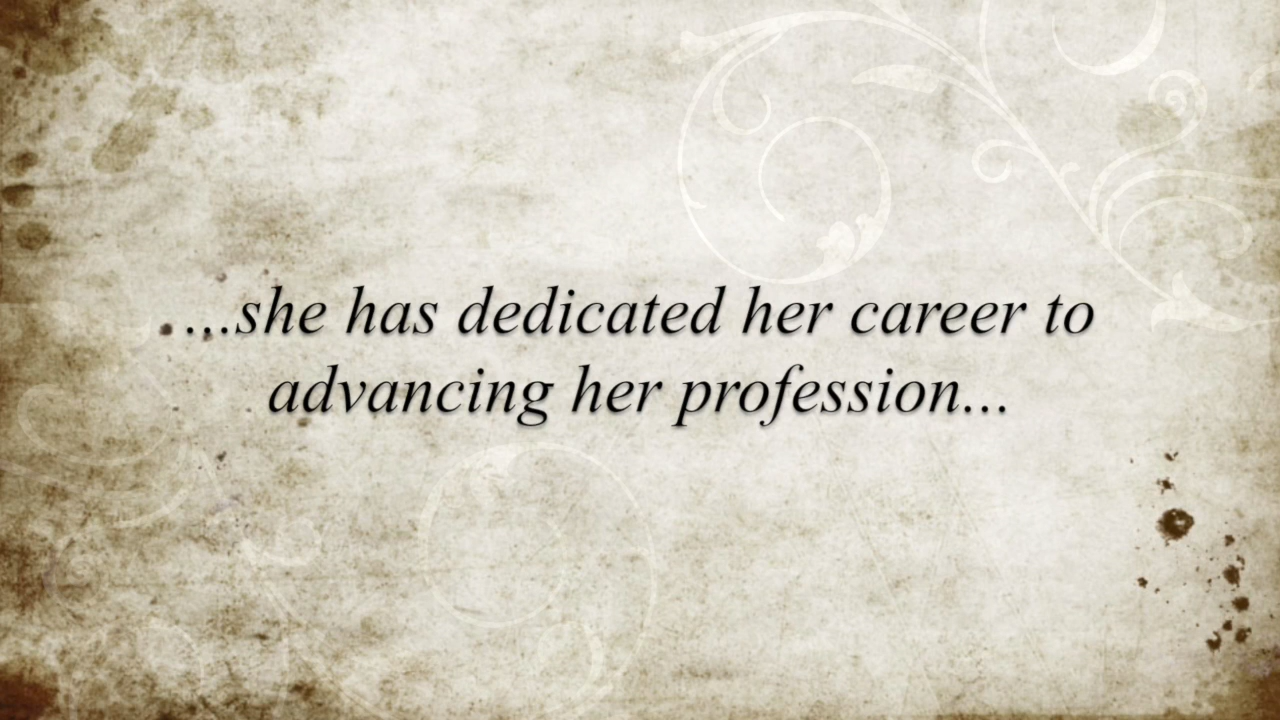 ...she has dedicated her career to
advancing her profession...